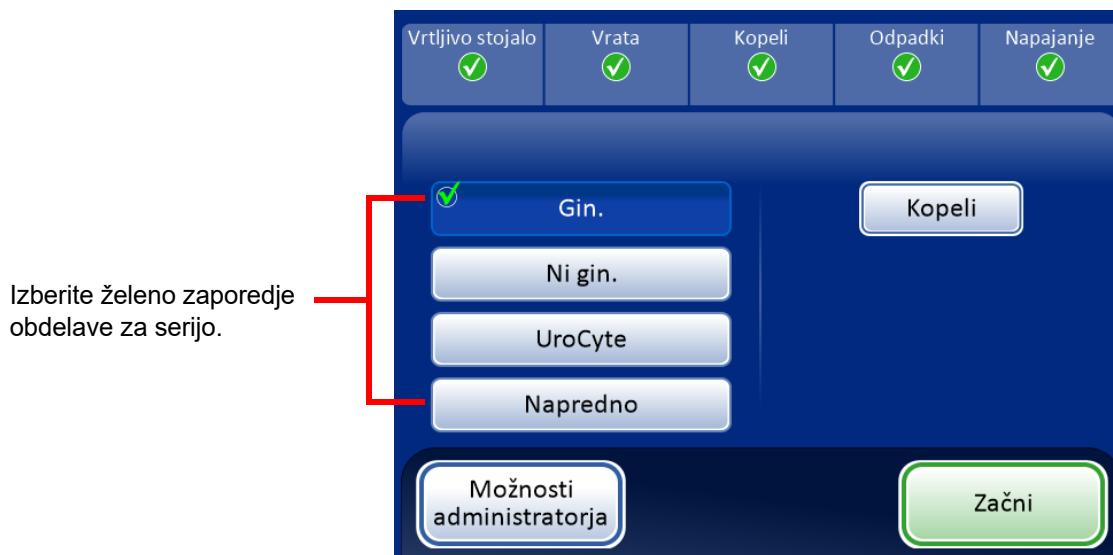 Vrtljivo stojalo
Vrata
Kopeli
Odpadki
Napajanje
Gin.
Kopeli
Ni gin.
UroCyte
Napredno
Izberite želeno zaporedje
obdelave za serijo.
Možnosti
administratorja
Začni